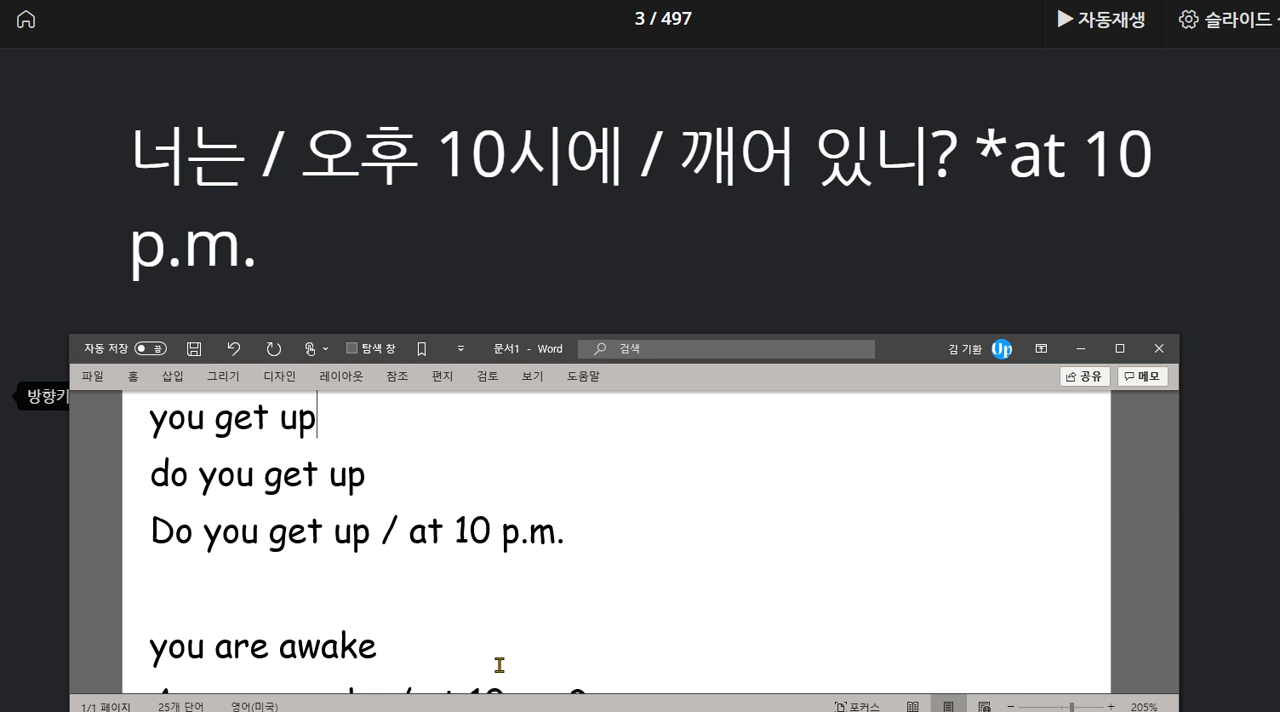 3 / 497
▶ 자동재생
슬라이드
너는 / 오후 10시에 / 깨어 있니? *at 10
p.m.
자동 저장 끔
탐색 창
문서1 - Word
검색
김 기환
Up
파일 홈 삽입 그리기 디자인 레이아웃 참조 편지 검토 보기 도움말
공유 메모
방향키
you get up
do you get up
Do you get up / at 10 p.m.
you are awake
1/1 페이지 25개 단어 영어(미국)
포커스
205%